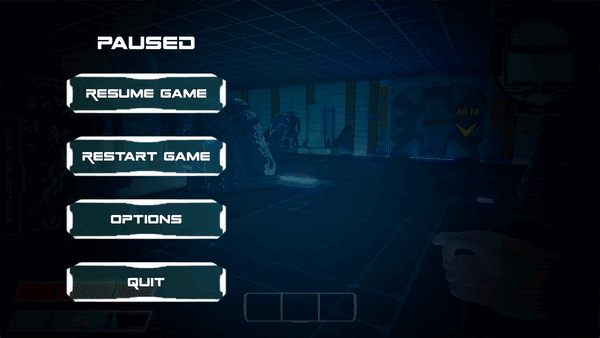 PAUSED
RESUME GAME
RESTART GAME
OPTIONS
QUIT
46 M